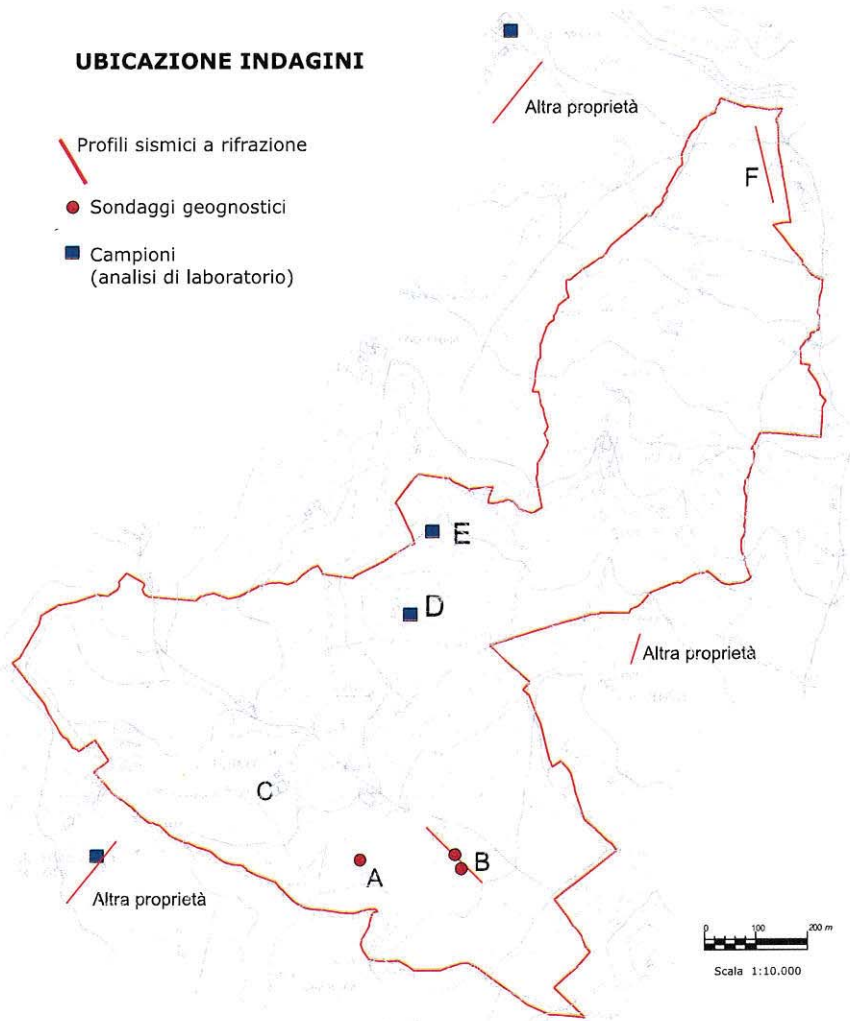 UBICAZIONE INDAGINI
Profili sismici a rifrazione
Sondaggi geognostici
Campioni
(analisi di laboratorio)
Altra proprietà
F
E
D
Altra proprietà
C
A
B
Altra proprietà
0 100 200 m
Scala 1:10.000